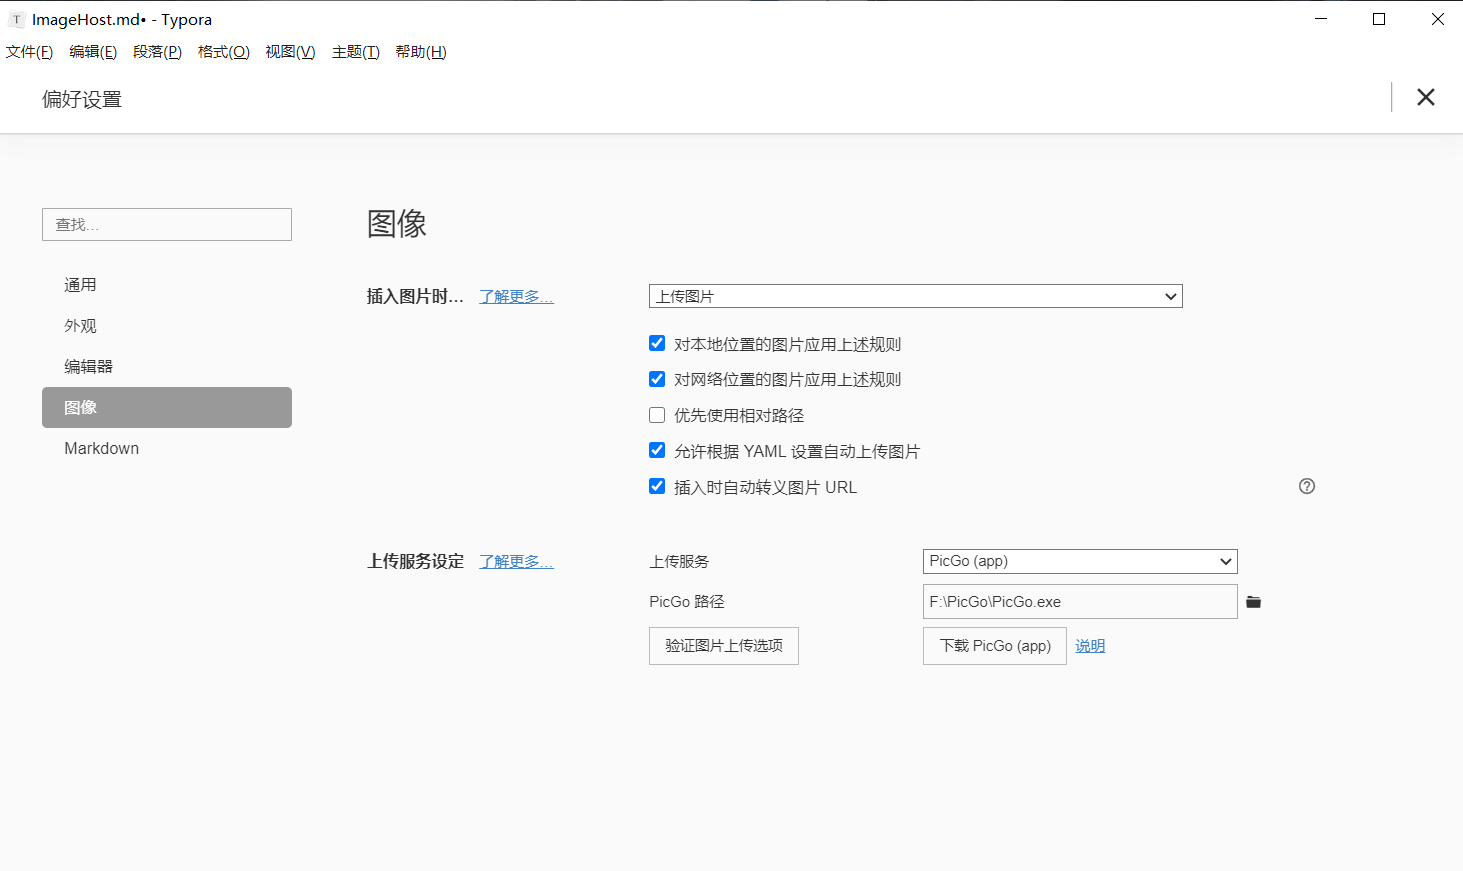 ImageHost.md• - Typora
文件(F) 编辑(E) 段落(P) 格式(O) 视图(V) 主题(T) 帮助(H)
偏好设置
查找...
通用
外观
编辑器
图像
Markdown
图像
插入图片时... 了解更多... 上传图片
对本地位置的图片应用上述规则
对网络位置的图片应用上述规则
优先使用相对路径
允许根据 YAML 设置自动上传图片
插入时自动转义图片 URL
上传服务设定 了解更多... 上传服务 PicGo (app)
PicGo 路径 F:\PicGo\PicGo.exe
验证图片上传选项 下载 PicGo (app) 说明